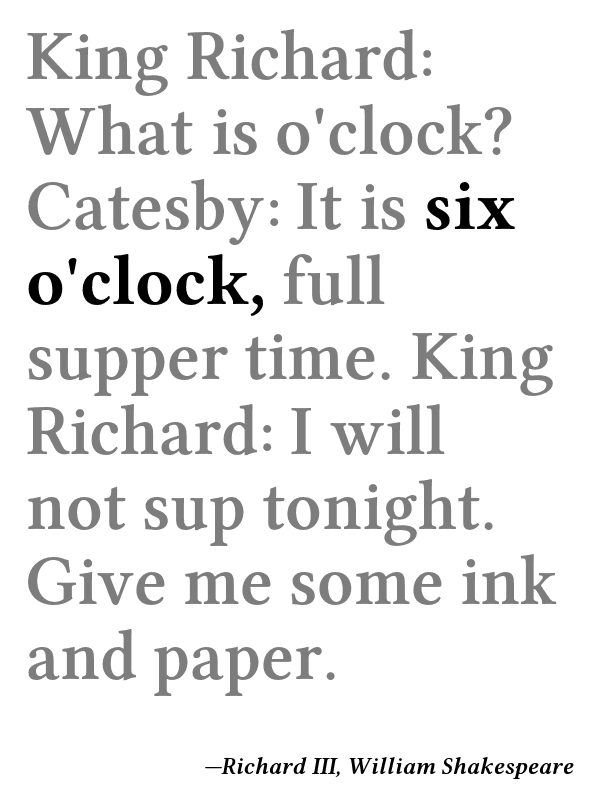 King Richard:
What is o'clock?
Catesby: It is six
o'clock, full
supper time. King
Richard: I will
not sup tonight.
Give me some ink
and paper.
—Richard III, William Shakespeare